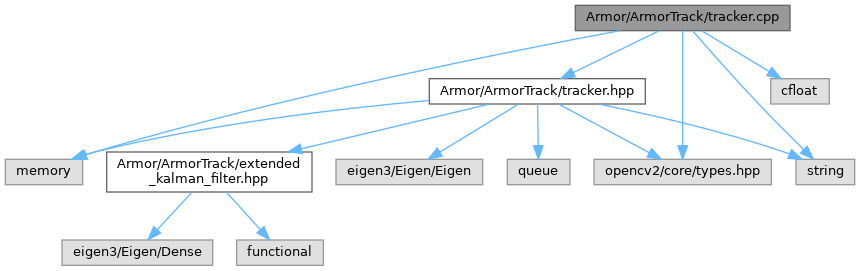 Armor/ArmorTrack/tracker.cpp
Armor/ArmorTrack/tracker.hpp
cfloat
memory
Armor/ArmorTrack/extended
_kalman_filter.hpp
eigen3/Eigen/Eigen
queue
opencv2/core/types.hpp
string
eigen3/Eigen/Dense
functional